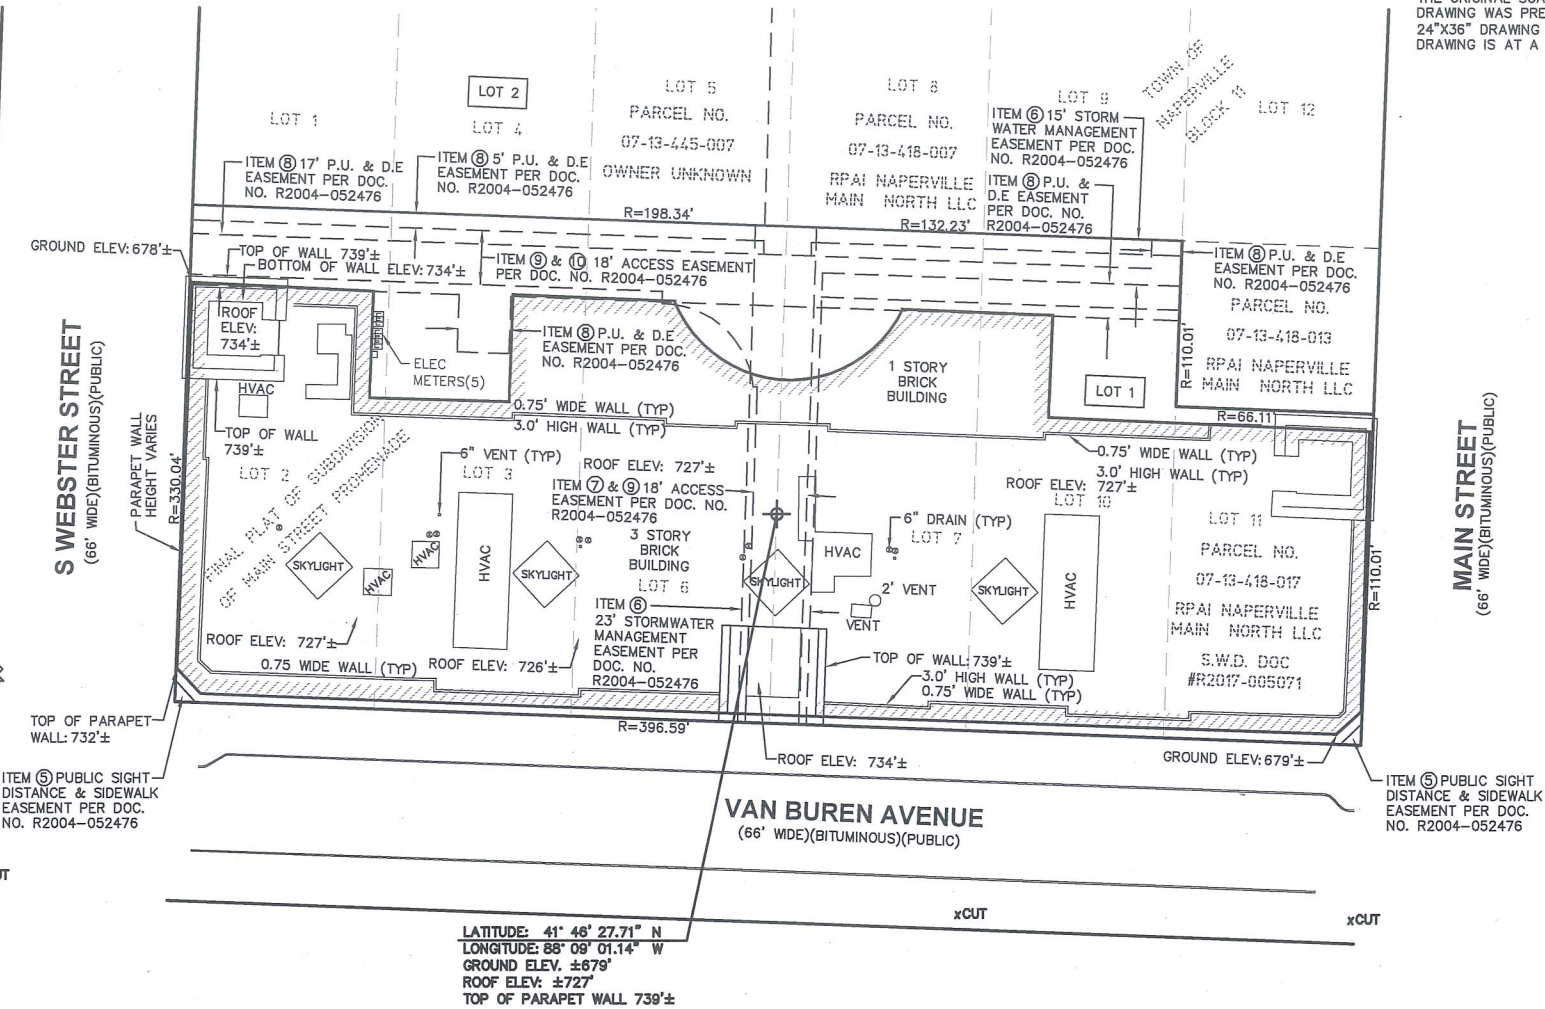 THE ORIGINAL
DRAWING WAS PRE
24"X36" DRAWING
DRAWING IS AT A
LOT 1
LOT 2
LOT 4
LOT 5
PARCEL NO.
07-13-445-007
OWNER UNKNOWN
LOT 8
PARCEL NO.
07-13-418-007
RPAI NAPERVILLE
MAIN NORTH LLC
LOT 9
TOWN OF
NAPERVILLE
BLOCK 11
LOT 12
ITEM ⑧ 17' P.U. & D.E
EASEMENT PER DOC.
NO. R2004-052476
ITEM ⑧ 5' P.U. & D.E
EASEMENT PER DOC.
NO. R2004-052476
ITEM ⑥ 15' STORM
WATER MANAGEMENT
EASEMENT PER DOC.
NO. R2004-052476
ITEM ⑧ P.U. &
D.E EASEMENT
PER DOC. NO.
R2004-052476
R=198.34'
R=132.23'
GROUND ELEV: 678'±
TOP OF WALL 739'±
BOTTOM OF WALL ELEV: 734'±
ITEM ⑨ & ⑩ 18' ACCESS EASEMENT
PER DOC. NO. R2004-052476
ITEM ⑧ P.U. & D.E
EASEMENT PER DOC.
NO. R2004-052476
PARCEL NO.
07-13-418-013
RPAI NAPERVILLE
MAIN NORTH LLC
R=110.01'
ROOF
ELEV:
734'±
ITEM ⑧ P.U. & D.E
EASEMENT PER DOC.
NO. R2004-052476
ELEC
METERS(5)
1 STORY
BRICK
BUILDING
LOT 1
HVAC
R=66.11'
0.75' WIDE WALL (TYP)
3.0' HIGH WALL (TYP)
TOP OF WALL
739'±
S WEBSTER STREET
(66' WIDE)(BITUMINOUS)(PUBLIC)
PARAPET WALL
HEIGHT VARIES
R=330.04'
LOT 2
FINAL PLAT OF SUBDIVISION
OF MAIN STREET PROMENADE
6" VENT (TYP)
LOT 3
ROOF ELEV: 727'±
ITEM ⑦ & ⑨ 18' ACCESS
EASEMENT PER DOC. NO.
R2004-052476
3 STORY
BRICK
BUILDING
LOT 6
0.75' WIDE WALL (TYP)
3.0' HIGH WALL (TYP)
ROOF ELEV:
727'±
LOT 10
6" DRAIN (TYP)
LOT 7
LOT 11
PARCEL NO.
07-13-418-017
RPAI NAPERVILLE
MAIN NORTH LLC
S.W.D. DOC
#R2017-005071
MAIN STREET
(66' WIDE)(BITUMINOUS)(PUBLIC)
R=110.01'
SKYLIGHT
HVAC
HVAC
HVAC
SKYLIGHT
SKYLIGHT
HVAC
2' VENT
VENT
SKYLIGHT
HVAC
ITEM ⑥
23' STORMWATER
MANAGEMENT
EASEMENT PER
DOC. NO.
R2004-052476
ROOF ELEV: 727'±
0.75 WIDE WALL (TYP)
ROOF ELEV: 726'±
TOP OF WALL: 739'±
3.0' HIGH WALL (TYP)
0.75' WIDE WALL (TYP)
TOP OF PARAPET
WALL: 732'±
R=396.59'
ROOF ELEV: 734'±
GROUND ELEV: 679'±
ITEM ⑤ PUBLIC SIGHT
DISTANCE & SIDEWALK
EASEMENT PER DOC.
NO. R2004-052476
ITEM ⑤ PUBLIC SIGHT
DISTANCE & SIDEWALK
EASEMENT PER DOC.
NO. R2004-052476
VAN BUREN AVENUE
(66' WIDE)(BITUMINOUS)(PUBLIC)
xCUT
xCUT
LATITUDE: 41° 46' 27.71" N
LONGITUDE: 88° 09' 01.14" W
GROUND ELEV. ±679'
ROOF ELEV: ±727'
TOP OF PARAPET WALL 739'±